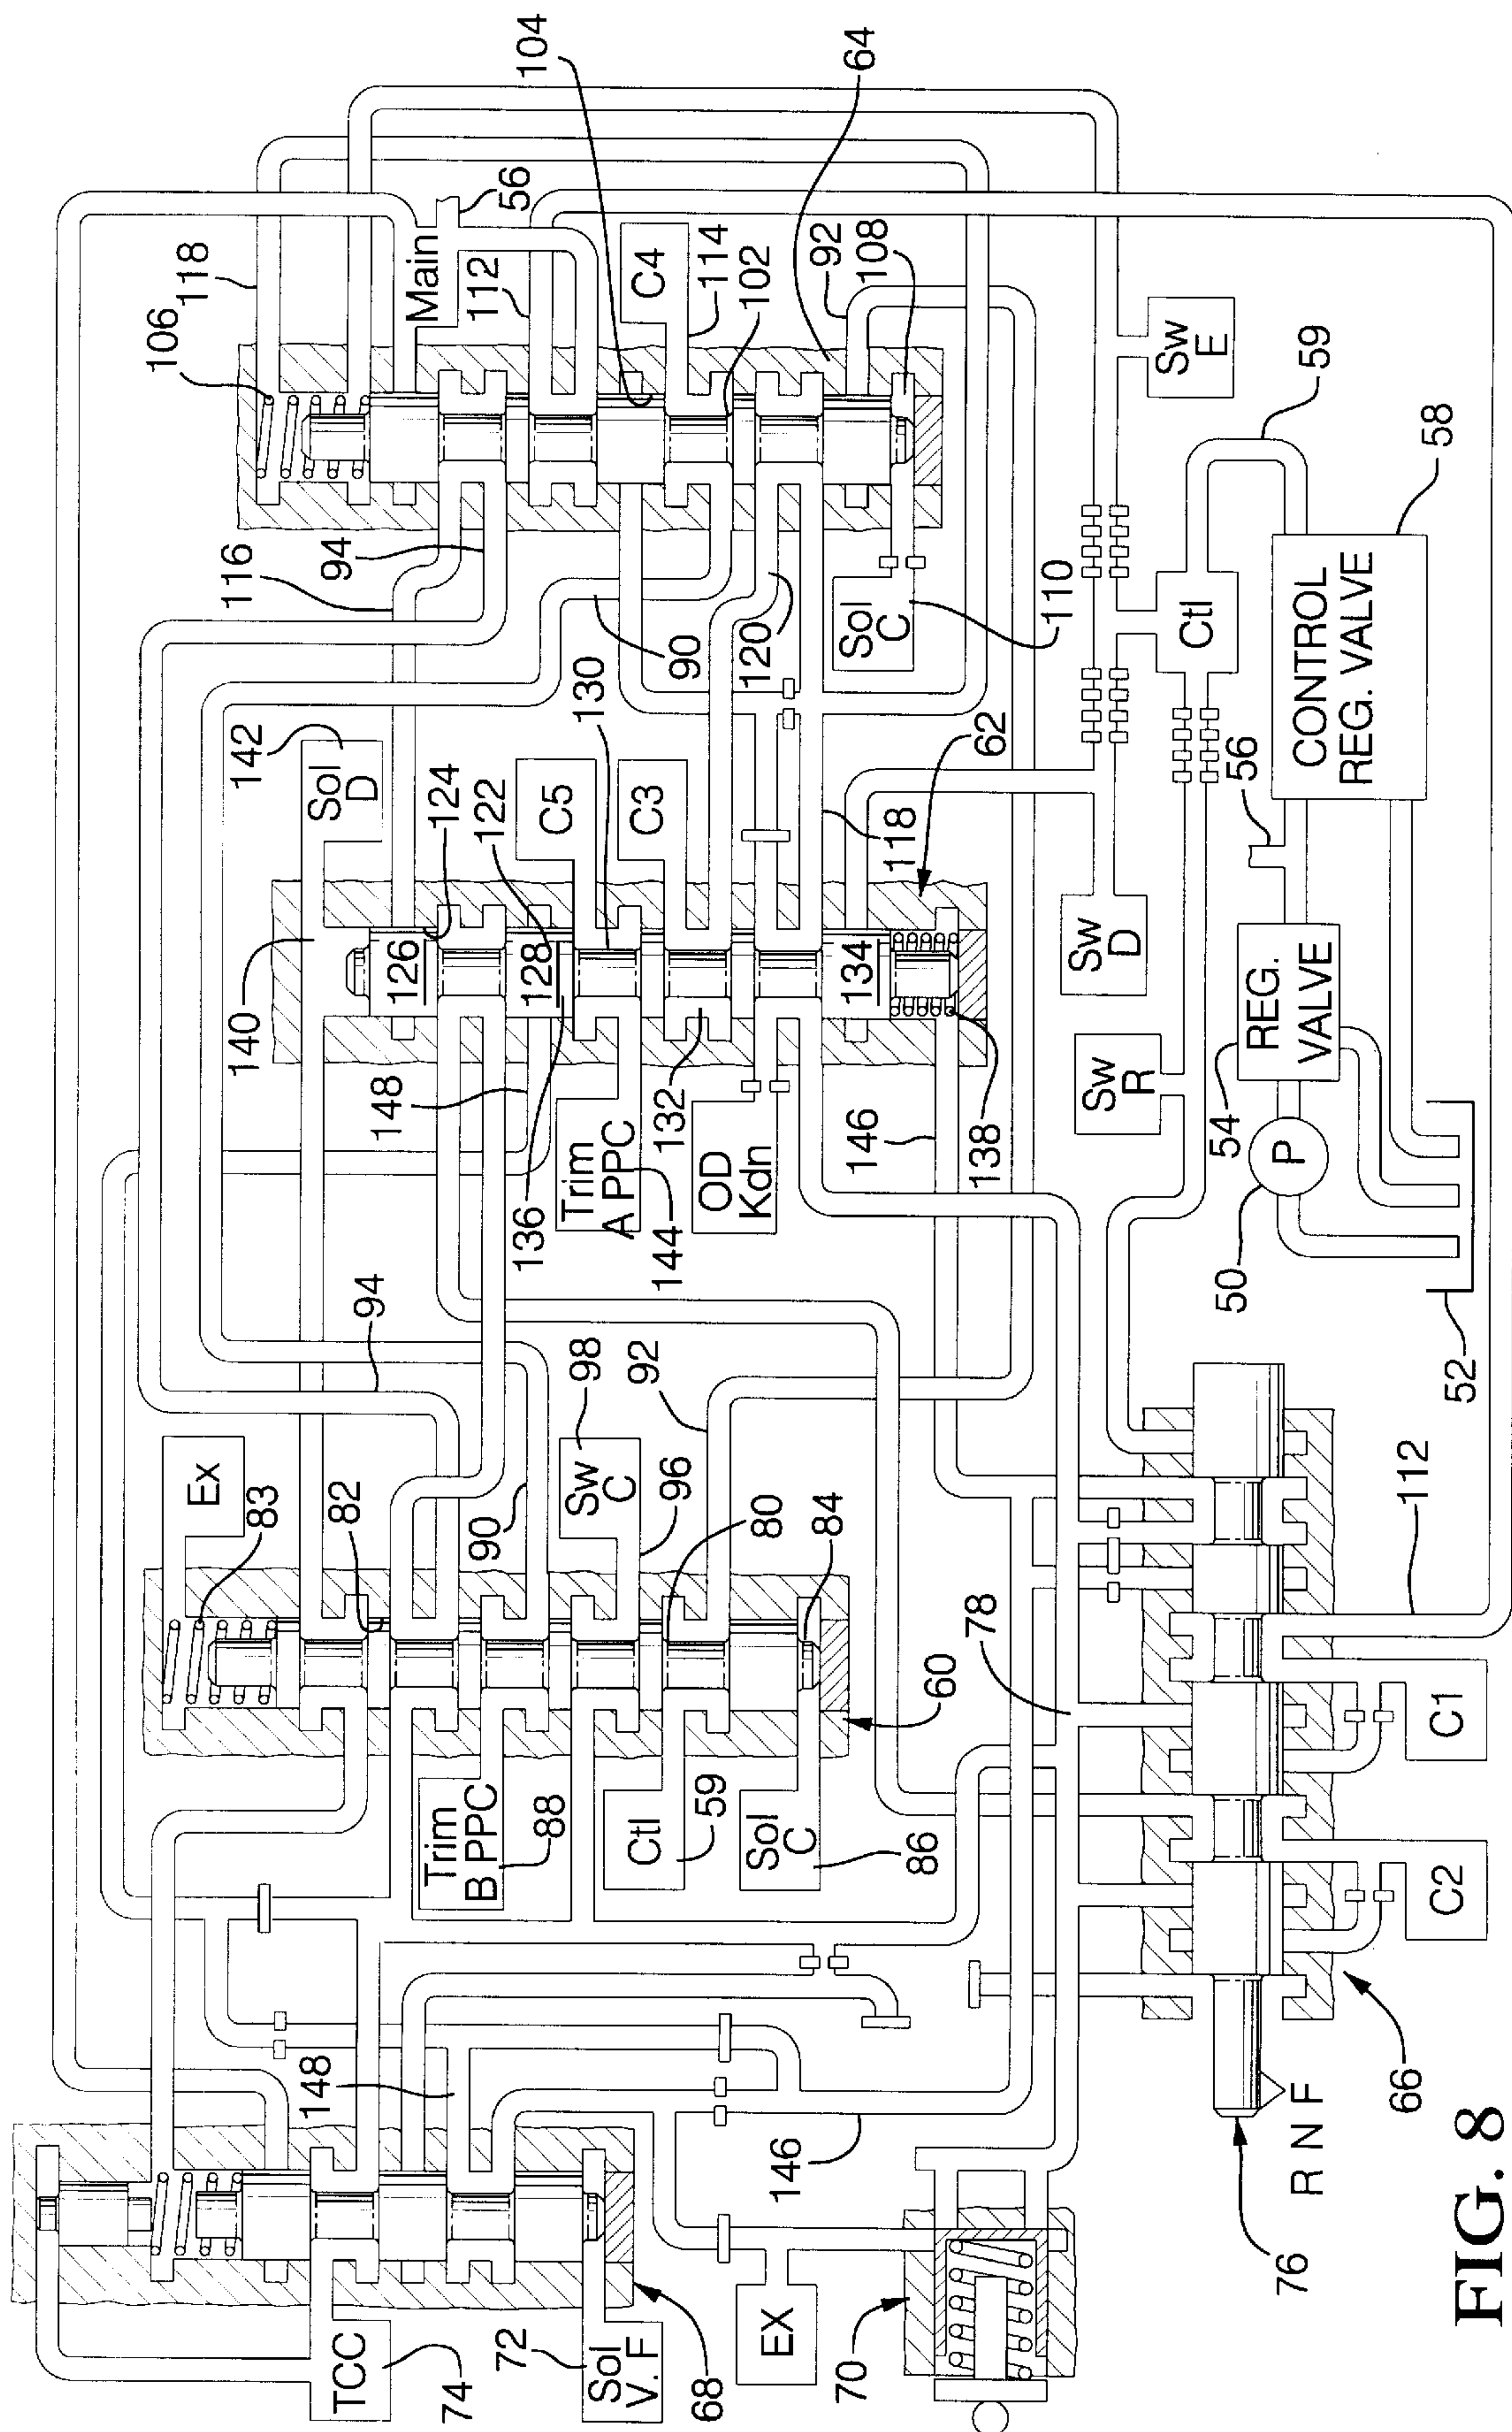 104
64
118
106
Main
56
112
C4
114
102
92
108
116
94
90
120
Sol
C
110
Sw
E
59
58
CONTROL
REG. VALVE
Ctl
56
142
Sol
D
124
122
130
C5
C3
118
62
126
128
134
140
148
136
Trim
A PPC
144
132
OD
Kdn
146
138
Sw
D
Sw
R
REG.
VALVE
54
P
50
52
94
Ex
83
82
90
Sw
C
98
96
92
80
84
60
78
112
Trim
B PPC
88
Ctl
59
Sol
C
86
C1
C2
66
148
146
TCC
74
72
Sol
V. F
68
EX
70
76
R N F
FIG. 8